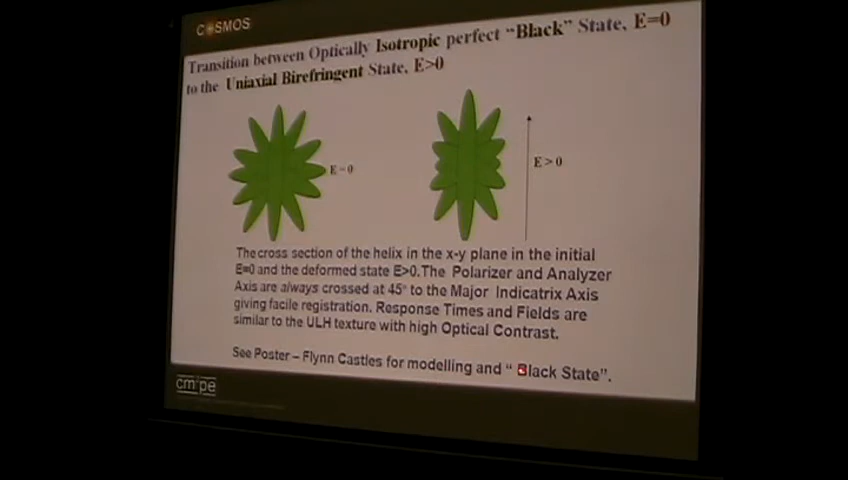 COSMOS
Transition between Optically Isotropic perfect “Black” State, E=0
to the Uniaxial Birefringent State, E>0
E=0
E>0
The cross section of the helix in the x-y plane in the initial
E=0 and the deformed state E>0. The Polarizer and Analyzer
Axis are always crossed at 45° to the Major Indicatrix Axis
giving facile registration. Response Times and Fields are
similar to the ULH texture with high Optical Contrast.
See Poster – Flynn Castles for modelling and “ Black State”.
cmpe